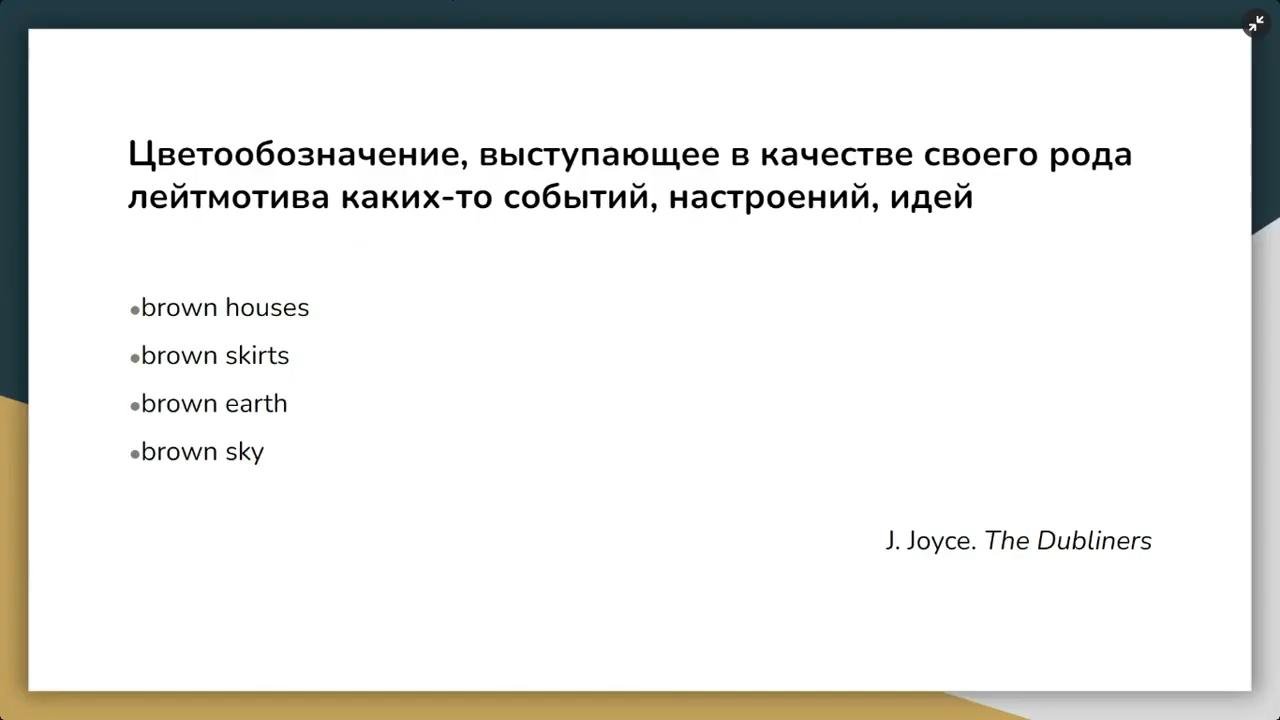 Цветообозначение, выступающее в качестве своего рода
лейтмотива каких-то событий, настроений, идей
•brown houses
•brown skirts
•brown earth
•brown sky
J. Joyce. The Dubliners